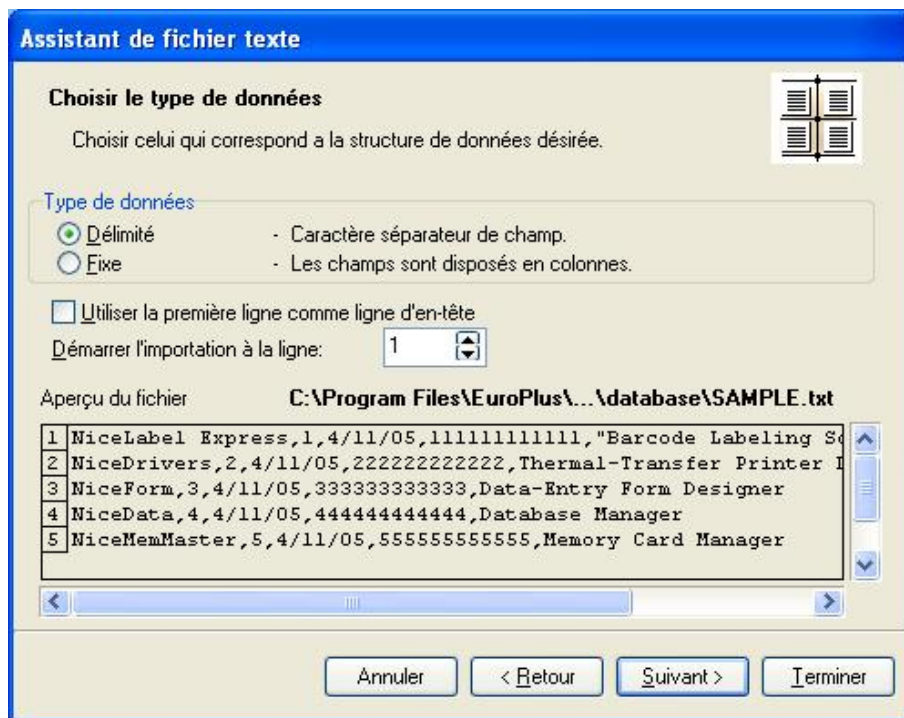 Assistant de fichier texte
Choisir le type de données
Choisir celui qui correspond a la structure de données désirée.
Type de données
Délimité - Caractère séparateur de champ.
Fixe - Les champs sont disposés en colonnes.
Utiliser la première ligne comme ligne d'en-tête
Démarrer l'importation à la ligne: 1
Aperçu du fichier C:\Program Files\EuroPlus\...\database\SAMPLE.txt
1 NiceLabel Express,1,4/11/05,111111111111,"Barcode Labeling
2 NiceDrivers,2,4/11/05,222222222222,Thermal-Transfer Printer
3 NiceForm,3,4/11/05,333333333333,Data-Entry Form Designer
4 NiceData,4,4/11/05,444444444444,Database Manager
5 NiceMemMaster,5,4/11/05,555555555555,Memory Card Manager
Annuler < Retour Suivant > Terminer